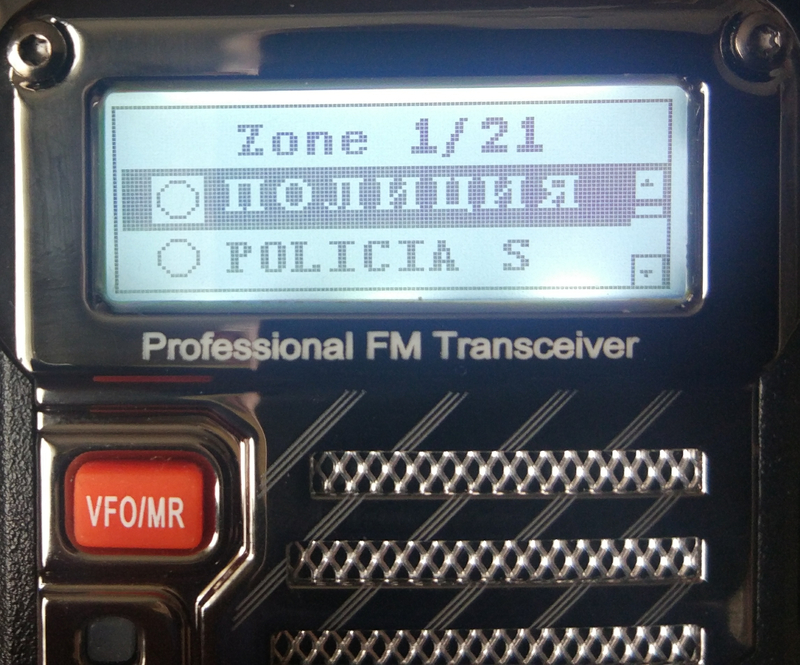 Zone 1/21
ПОЛИЦИЯ
POLICIA S
Professional FM Transceiver
VFO/MR